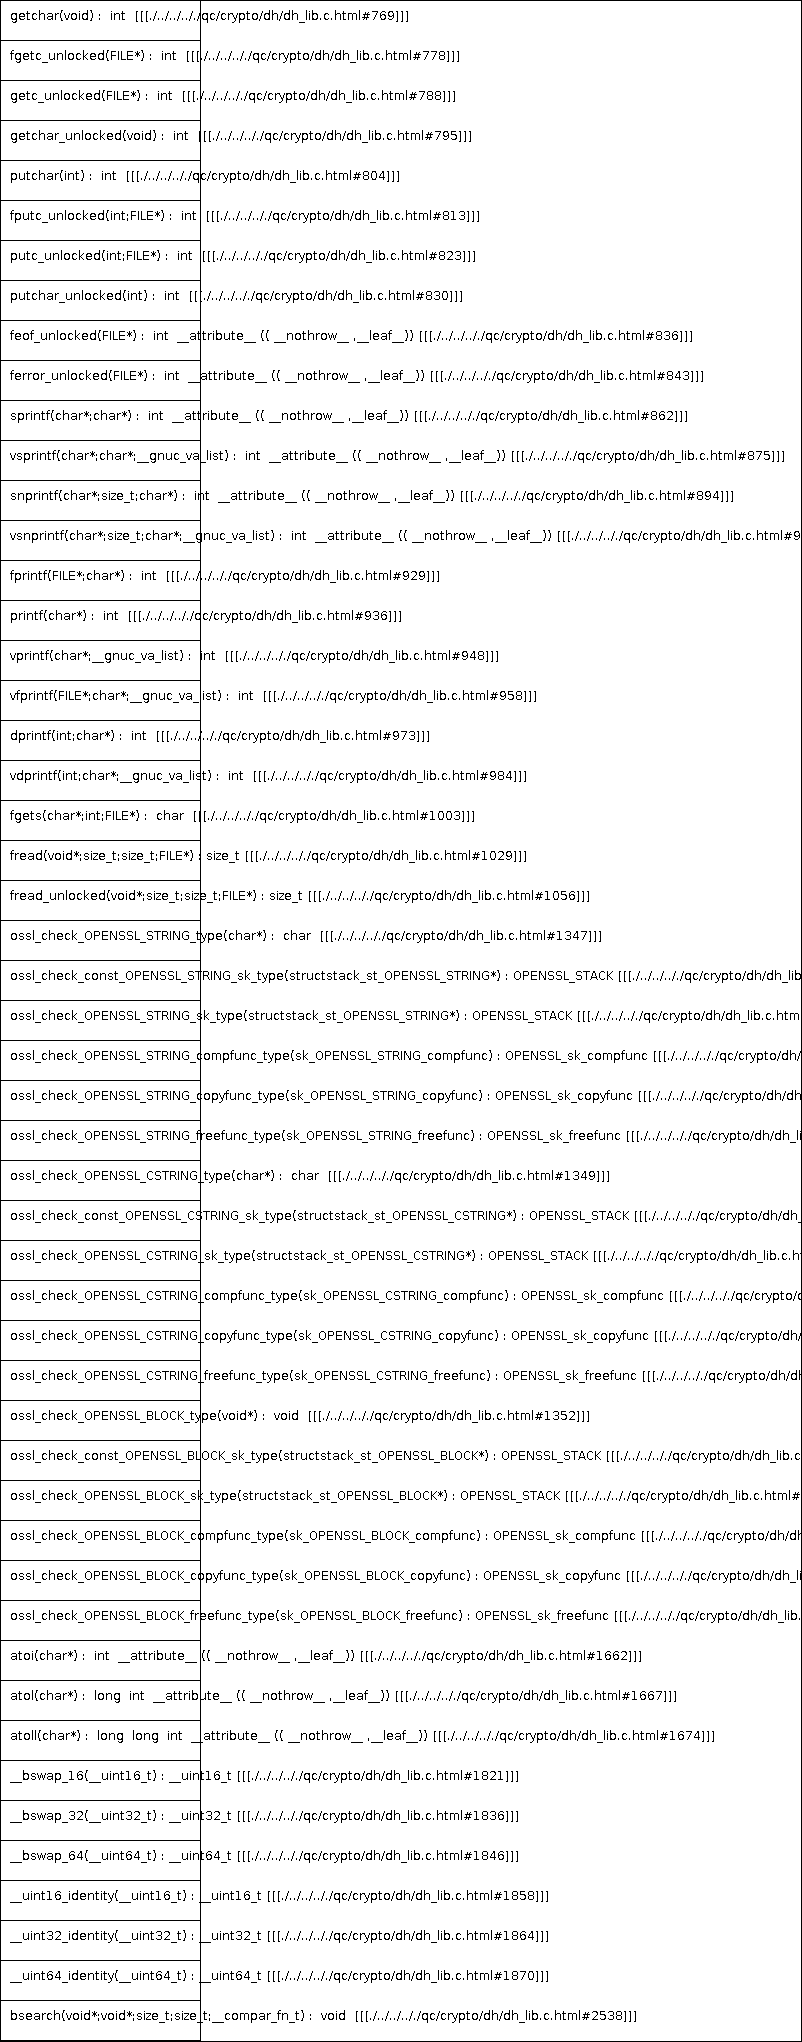 getchar(void) : int [[[./../../../qc/crypto/dh/dh_lib.c.html#769]]]
fgetc_unlocked(FILE*) : int [[[./../../../qc/crypto/dh/dh_lib.c.html#778]]]
getc_unlocked(FILE*) : int [[[./../../../qc/crypto/dh/dh_lib.c.html#788]]]
getchar_unlocked(void) : int [[[./../../../qc/crypto/dh/dh_lib.c.html#795]]]
putchar(int) : int [[[./../../../qc/crypto/dh/dh_lib.c.html#804]]]
fputc_unlocked(int;FILE*) : int [[[./../../../qc/crypto/dh/dh_lib.c.html#813]]]
putc_unlocked(int;FILE*) : int [[[./../../../qc/crypto/dh/dh_lib.c.html#823]]]
putchar_unlocked(int) : int [[[./../../../qc/crypto/dh/dh_lib.c.html#830]]]
feof_unlocked(FILE*) : int __attribute__ (( __nothrow__ ,__leaf__)) [[[./../../../qc/crypto/dh/dh_lib.c.html#836]]]
ferror_unlocked(FILE*) : int __attribute__ (( __nothrow__ ,__leaf__)) [[[./../../../qc/crypto/dh/dh_lib.c.html#843]]]
sprintf(char*;char*) : int __attribute__ (( __nothrow__ ,__leaf__)) [[[./../../../qc/crypto/dh/dh_lib.c.html#862]]]
vsprintf(char*;char*;__gnuc_va_list) : int __attribute__ (( __nothrow__ ,__leaf__)) [[[./../../../qc/crypto/dh/dh_lib.c.html#875]]]
snprintf(char*;size_t;char*) : int __attribute__ (( __nothrow__ ,__leaf__)) [[[./../../../qc/crypto/dh/dh_lib.c.html#894]]]
vsnprintf(char*;size_t;char*;__gnuc_va_list) : int __attribute__ (( __nothrow__ ,__leaf__)) [[[./../../../qc/crypto/dh/dh_lib.c.html#9
fprintf(FILE*;char*) : int [[[./../../../qc/crypto/dh/dh_lib.c.html#929]]]
printf(char*) : int [[[./../../../qc/crypto/dh/dh_lib.c.html#936]]]
vprintf(char*;__gnuc_va_list) : int [[[./../../../qc/crypto/dh/dh_lib.c.html#948]]]
vfprintf(FILE*;char*;__gnuc_va_list) : int [[[./../../../qc/crypto/dh/dh_lib.c.html#958]]]
dprintf(int;char*) : int [[[./../../../qc/crypto/dh/dh_lib.c.html#973]]]
vdprintf(int;char*;__gnuc_va_list) : int [[[./../../../qc/crypto/dh/dh_lib.c.html#984]]]
fgets(char*;int;FILE*) : char [[[./../../../qc/crypto/dh/dh_lib.c.html#1003]]]
fread(void*;size_t;size_t;FILE*) : size_t [[[./../../../qc/crypto/dh/dh_lib.c.html#1029]]]
fread_unlocked(void*;size_t;size_t;FILE*) : size_t [[[./../../../qc/crypto/dh/dh_lib.c.html#1056]]]
ossl_check_OPENSSL_STRING_type(char*) : char [[[./../../../qc/crypto/dh/dh_lib.c.html#1347]]]
ossl_check_const_OPENSSL_STRING_sk_type(structstack_st_OPENSSL_STRING*) : OPENSSL_STACK [[[./../../../qc/crypto/dh/dh_lib
ossl_check_OPENSSL_STRING_sk_type(structstack_st_OPENSSL_STRING*) : OPENSSL_STACK [[[./../../../qc/crypto/dh/dh_lib.c.htm
ossl_check_OPENSSL_STRING_compfunc_type(sk_OPENSSL_STRING_compfunc) : OPENSSL_sk_compfunc [[[./../../../qc/crypto/dh/
ossl_check_OPENSSL_STRING_copyfunc_type(sk_OPENSSL_STRING_copyfunc) : OPENSSL_sk_copyfunc [[[./../../../qc/crypto/dh/dh
ossl_check_OPENSSL_STRING_freefunc_type(sk_OPENSSL_STRING_freefunc) : OPENSSL_sk_freefunc [[[./../../../qc/crypto/dh/dh_li
ossl_check_OPENSSL_CSTRING_type(char*) : char [[[./../../../qc/crypto/dh/dh_lib.c.html#1349]]]
ossl_check_const_OPENSSL_CSTRING_sk_type(structstack_st_OPENSSL_CSTRING*) : OPENSSL_STACK [[[./../../../qc/crypto/dh/dh_
ossl_check_OPENSSL_CSTRING_sk_type(structstack_st_OPENSSL_CSTRING*) : OPENSSL_STACK [[[./../../../qc/crypto/dh/dh_lib.c.h
ossl_check_OPENSSL_CSTRING_compfunc_type(sk_OPENSSL_CSTRING_compfunc) : OPENSSL_sk_compfunc [[[./../../../qc/crypto/
ossl_check_OPENSSL_CSTRING_copyfunc_type(sk_OPENSSL_CSTRING_copyfunc) : OPENSSL_sk_copyfunc [[[./../../../qc/crypto/dh
ossl_check_OPENSSL_CSTRING_freefunc_type(sk_OPENSSL_CSTRING_freefunc) : OPENSSL_sk_freefunc [[[./../../../qc/crypto/dh/dh
ossl_check_OPENSSL_BLOCK_type(void*) : void [[[./../../../qc/crypto/dh/dh_lib.c.html#1352]]]
ossl_check_const_OPENSSL_BLOCK_sk_type(structstack_st_OPENSSL_BLOCK*) : OPENSSL_STACK [[[./../../../qc/crypto/dh/dh_lib.c
ossl_check_OPENSSL_BLOCK_sk_type(structstack_st_OPENSSL_BLOCK*) : OPENSSL_STACK [[[./../../../qc/crypto/dh/dh_lib.c.html#
ossl_check_OPENSSL_BLOCK_compfunc_type(sk_OPENSSL_BLOCK_compfunc) : OPENSSL_sk_compfunc [[[./../../../qc/crypto/dh/dh
ossl_check_OPENSSL_BLOCK_copyfunc_type(sk_OPENSSL_BLOCK_copyfunc) : OPENSSL_sk_copyfunc [[[./../../../qc/crypto/dh/dh_li
ossl_check_OPENSSL_BLOCK_freefunc_type(sk_OPENSSL_BLOCK_freefunc) : OPENSSL_sk_freefunc [[[./../../../qc/crypto/dh/dh_lib.
atoi(char*) : int __attribute__ (( __nothrow__ ,__leaf__)) [[[./../../../qc/crypto/dh/dh_lib.c.html#1662]]]
atol(char*) : long int __attribute__ (( __nothrow__ ,__leaf__)) [[[./../../../qc/crypto/dh/dh_lib.c.html#1667]]]
atoll(char*) : long long int __attribute__ (( __nothrow__ ,__leaf__)) [[[./../../../qc/crypto/dh/dh_lib.c.html#1674]]]
__bswap_16(__uint16_t) : __uint16_t [[[./../../../qc/crypto/dh/dh_lib.c.html#1821]]]
__bswap_32(__uint32_t) : __uint32_t [[[./../../../qc/crypto/dh/dh_lib.c.html#1836]]]
__bswap_64(__uint64_t) : __uint64_t [[[./../../../qc/crypto/dh/dh_lib.c.html#1846]]]
__uint16_identity(__uint16_t) : __uint16_t [[[./../../../qc/crypto/dh/dh_lib.c.html#1858]]]
__uint32_identity(__uint32_t) : __uint32_t [[[./../../../qc/crypto/dh/dh_lib.c.html#1864]]]
__uint64_identity(__uint64_t) : __uint64_t [[[./../../../qc/crypto/dh/dh_lib.c.html#1870]]]
bsearch(void*;void*;size_t;size_t;__compar_fn_t) : void [[[./../../../qc/crypto/dh/dh_lib.c.html#2538]]]